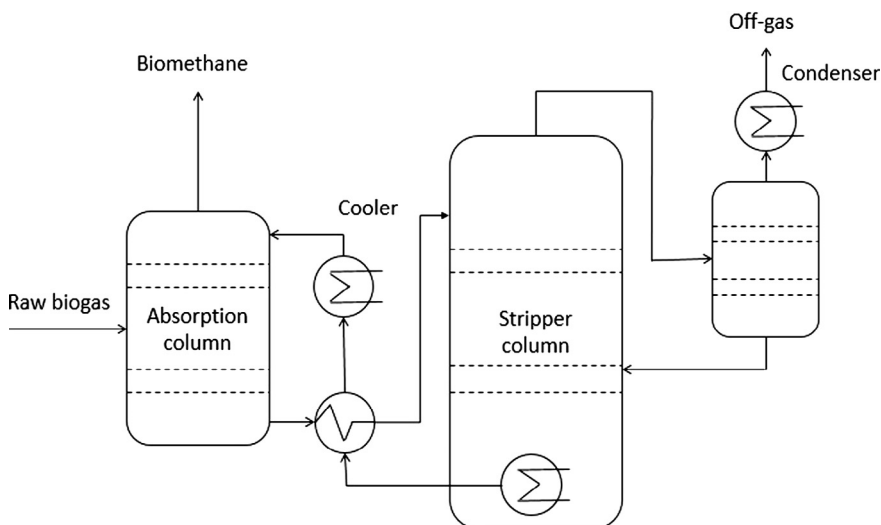 Off-gas
Biomethane
Condenser
Cooler
Raw biogas
Absorption
column
Stripper
column